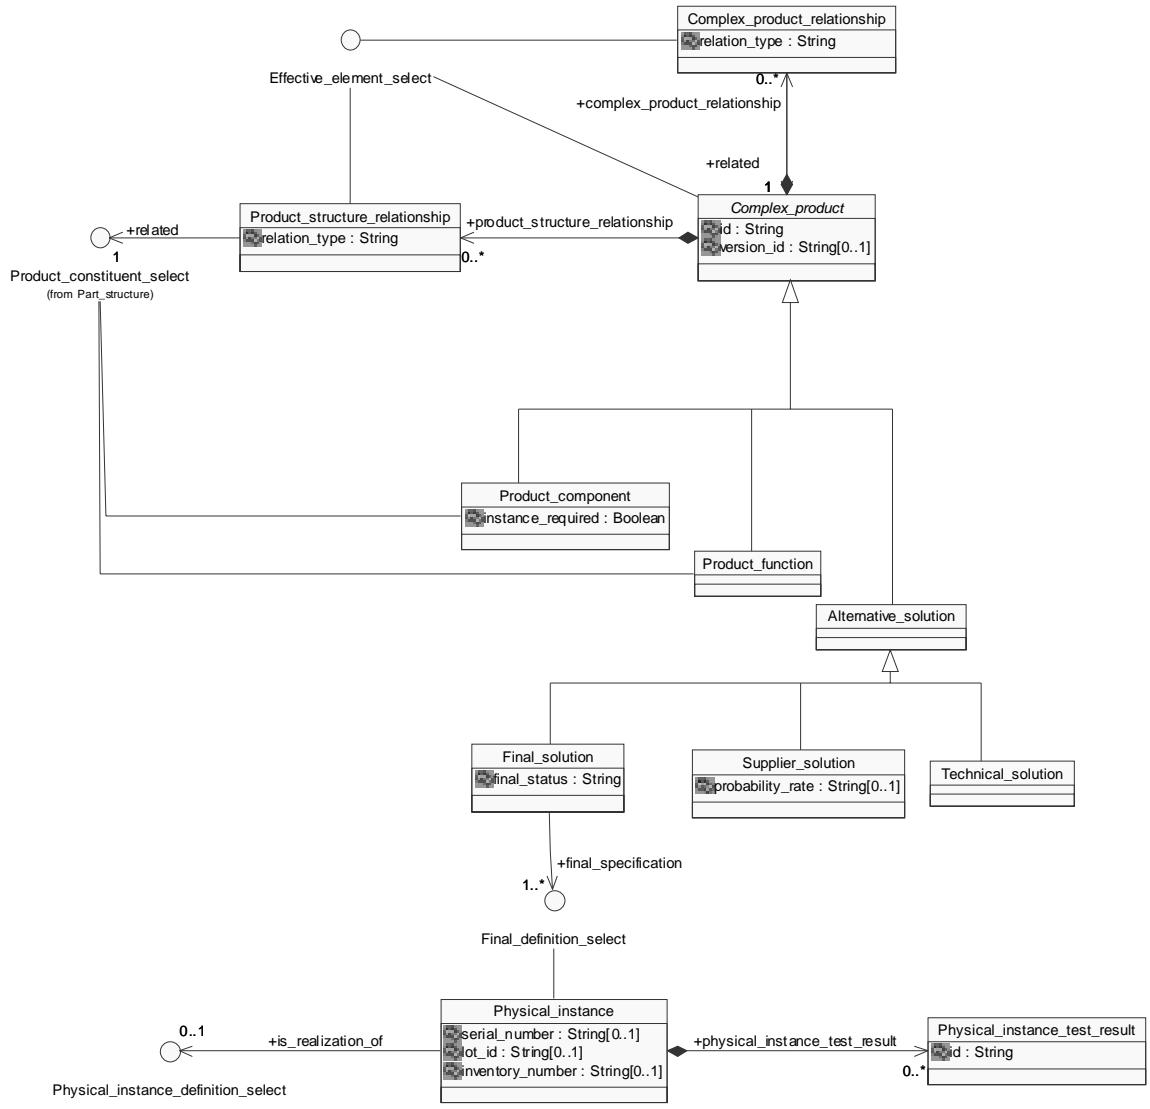 Complex_product_relationship
relation_type : String
Effective_element_select
0..*
+complex_product_relationship
+related
1
Complex_product
id : String
version_id : String[0..1]
Product_structure_relationship
relation_type : String
+product_structure_relationship
0..*
+related
1
Product_constituent_select
(from Part_structure)
Product_component
instance_required : Boolean
Product_function
Alternative_solution
Final_solution
final_status : String
Supplier_solution
probability_rate : String[0..1]
Technical_solution
+final_specification
1..*
Final_definition_select
Physical_instance
serial_number : String[0..1]
lot_id : String[0..1]
inventory_number : String[0..1]
0..1
+is_realization_of
Physical_instance_definition_select
+physical_instance_test_result
0..*
Physical_instance_test_result
id : String